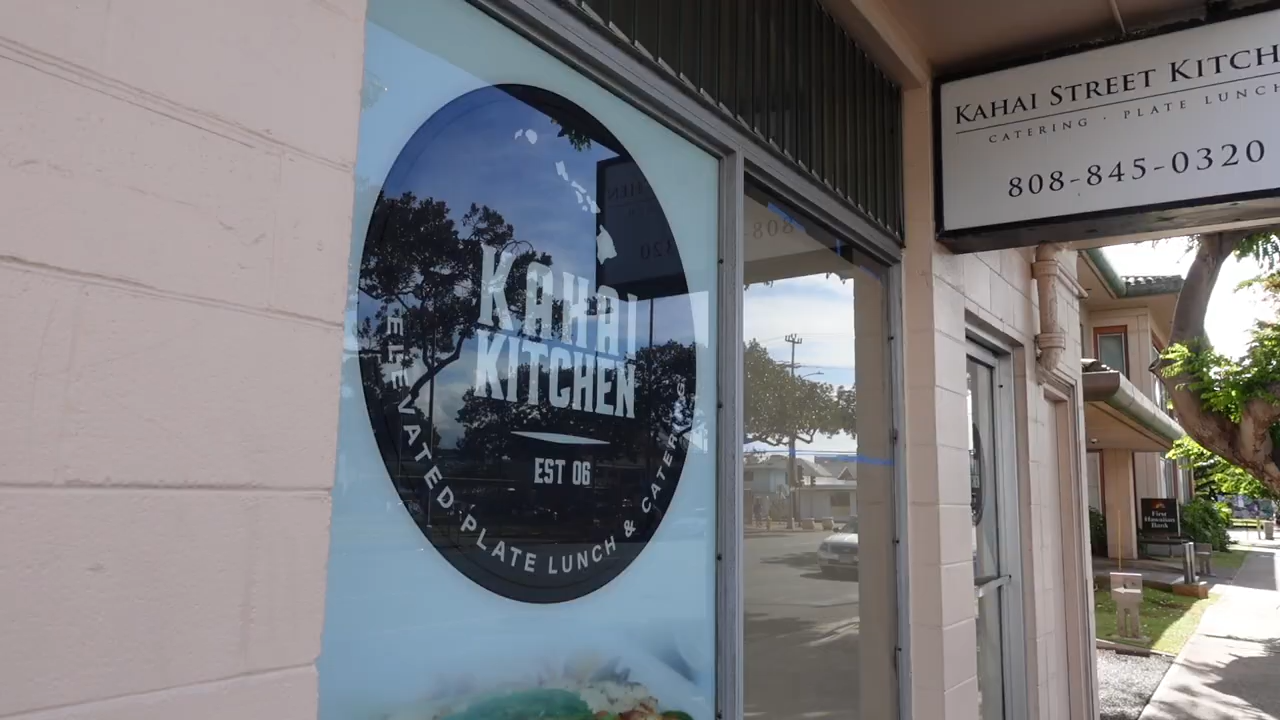 KAHAI
KITCHEN
EST 06
ELEVATED PLATE LUNCH & CATERING
KAHAI STREET KITCH
CATERING · PLATE LUNCH
808-845-0320
First
Hawaiian
Bank